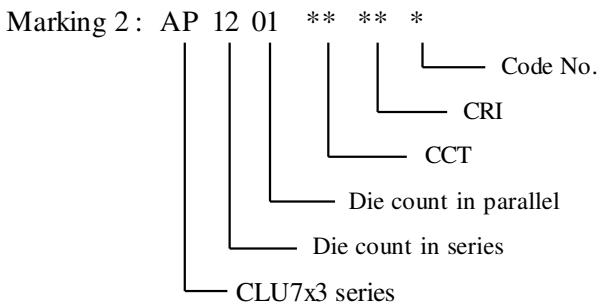 Marking 2 : AP 12 01 ** ** *
Code No.
CRI
CCT
Die count in parallel
Die count in series
CLU7x3 series